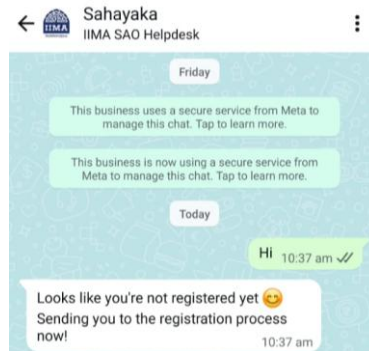 Sahayaka
IIMA
IIMA SAO Helpdesk
Friday
This business uses a secure service from Meta to
manage this chat. Tap to learn more.
This business is now using a secure service from
Meta to manage this chat. Tap to learn more.
Today
Hi 10:37 am
Looks like you're not registered yet 😊
Sending you to the registration process
now!
10:37 am